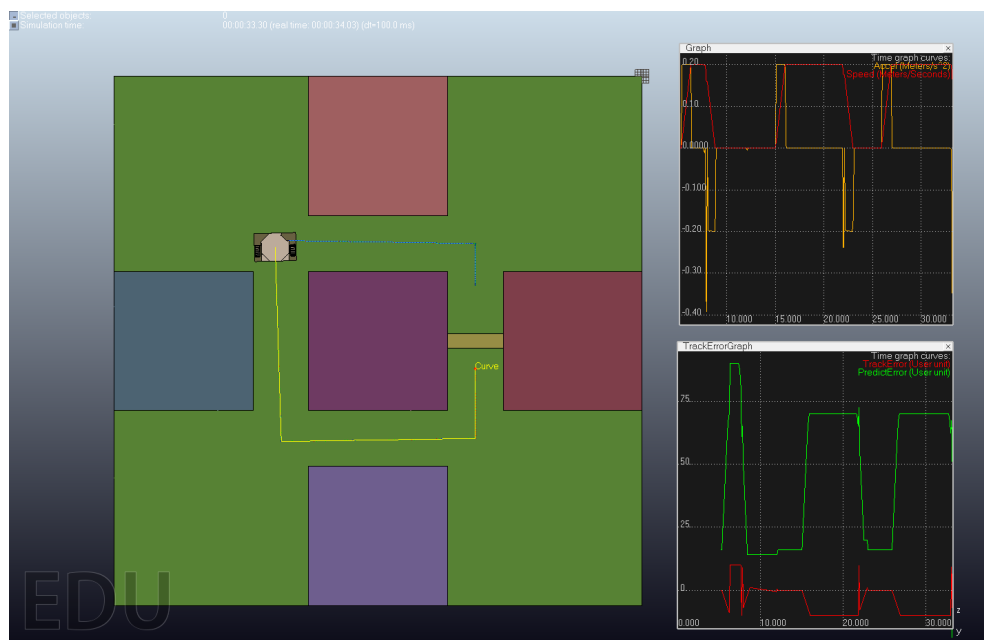 Selected objects: 0
Simulation time: 00:00:33.30 (real time: 00:00:34.03) (dt=100.0 ms)
Graph ×
Time graph curves:
Accel (Meters/s^2)
Speed (Meters/Seconds)
0.20
0.10
0.0000
-0.100
-0.20
-0.30
-0.40
10.000 15.000 20.000 25.000 30.000
TrackErrorGraph ×
Time graph curves:
TrackError (User unit)
PredictError (User unit)
75.
50.
25.
0.
0.000 10.000 20.000 30.000
Curve
EDU
z
y